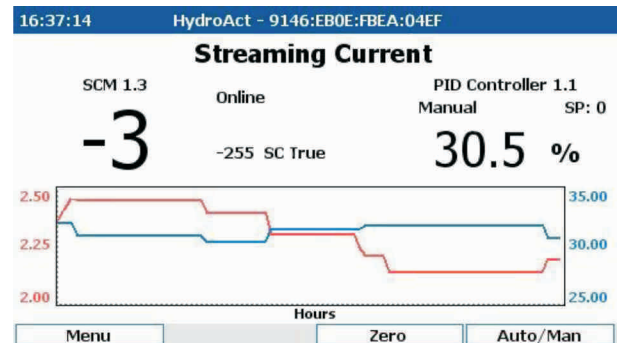 16:37:14 HydroAct - 9146:EB0E:FBEA:04EF
Streaming Current
SCM 1.3 Online PID Controller 1.1
Manual SP: 0
-3 -255 SC True 30.5 %
2.50 35.00
2.25 30.00
2.00 25.00
Hours
Menu Zero Auto/Man